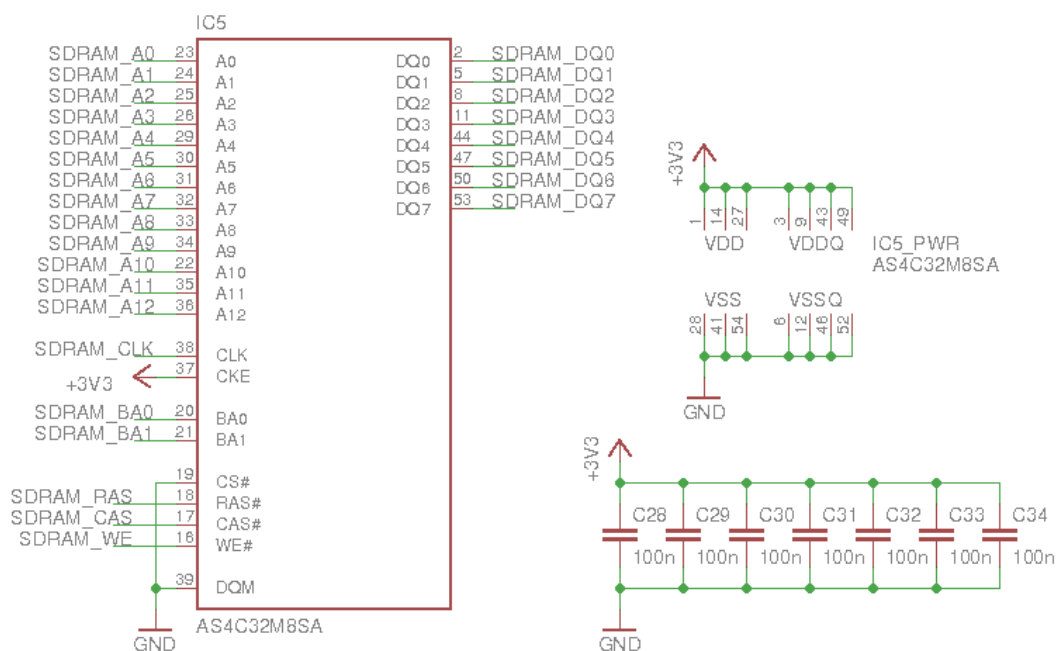 IC5
SDRAM_A0 23 A0 DQ0 2 SDRAM_DQ0
SDRAM_A1 24 A1 DQ1 5 SDRAM_DQ1
SDRAM_A2 25 A2 DQ2 8 SDRAM_DQ2
SDRAM_A3 26 A3 DQ3 11 SDRAM_DQ3
SDRAM_A4 29 A4 DQ4 44 SDRAM_DQ4
SDRAM_A5 30 A5 DQ5 47 SDRAM_DQ5
SDRAM_A6 31 A6 DQ6 50 SDRAM_DQ6
SDRAM_A7 32 A7 DQ7 53 SDRAM_DQ7
SDRAM_A8 33 A8
SDRAM_A9 34 A9
SDRAM_A10 22 A10
SDRAM_A11 35 A11
SDRAM_A12 36 A12
SDRAM_CLK 38 CLK
+3V3 37 CKE
SDRAM_BA0 20 BA0
SDRAM_BA1 21 BA1
19 CS#
SDRAM_RAS 18 RAS#
SDRAM_CAS 17 CAS#
SDRAM_WE 16 WE#
39 DQM
GND
AS4C32M8SA
+3V3
1 14 27 3 9 43 49
VDD VDDQ
IC5_PWR
AS4C32M8SA
VSS VSSQ
28 41 54 6 12 46 52
GND
+3V3
C28 C29 C30 C31 C32 C33 C34
100n 100n 100n 100n 100n 100n 100n
GND